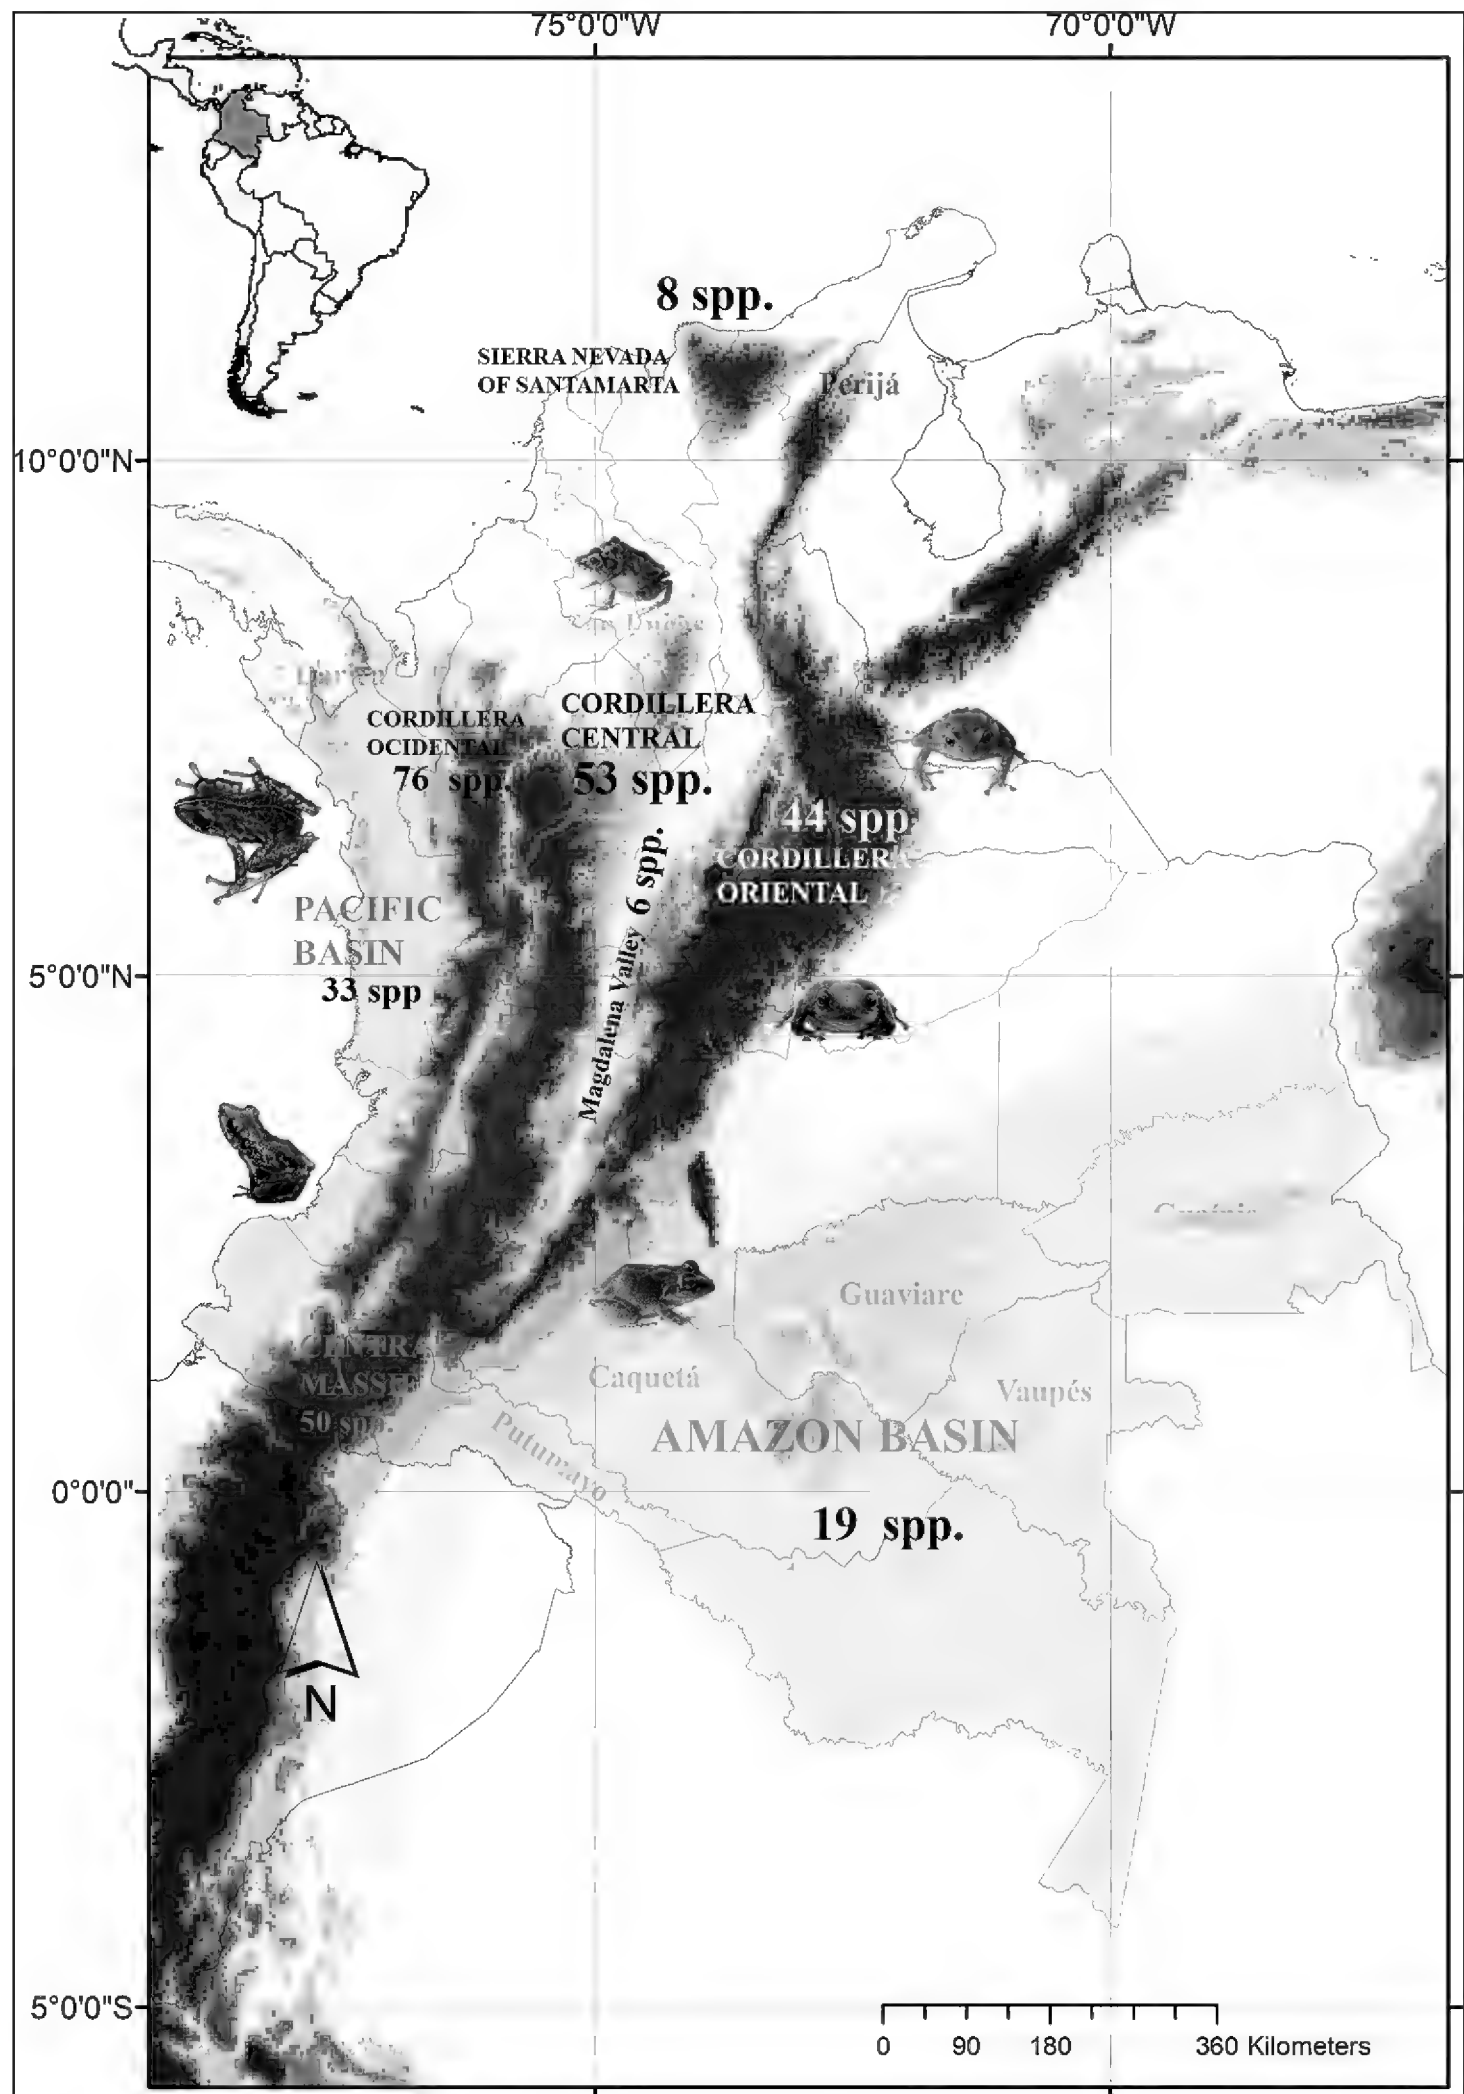 75°0'0"W
70°0'0"W
8 spp.
SIERRA NEVADA
OF SANTAMARTA
Perijá
10°0'0"N
CORDILLERA
OCIDENTAL
76 spp.
CORDILLERA
CENTRAL
53 spp.
44 spp
CORDILLERA
ORIENTAL
Magdalena Valley 6 spp.
PACIFIC
BASIN
33 spp
5°0'0"N
Guaviare
MASSIF
50 spp.
Caquetá
Vaupés
Putumayo
AMAZON BASIN
0°0'0"
19 spp.
N
5°0'0"S
0 90 180 360 Kilometers